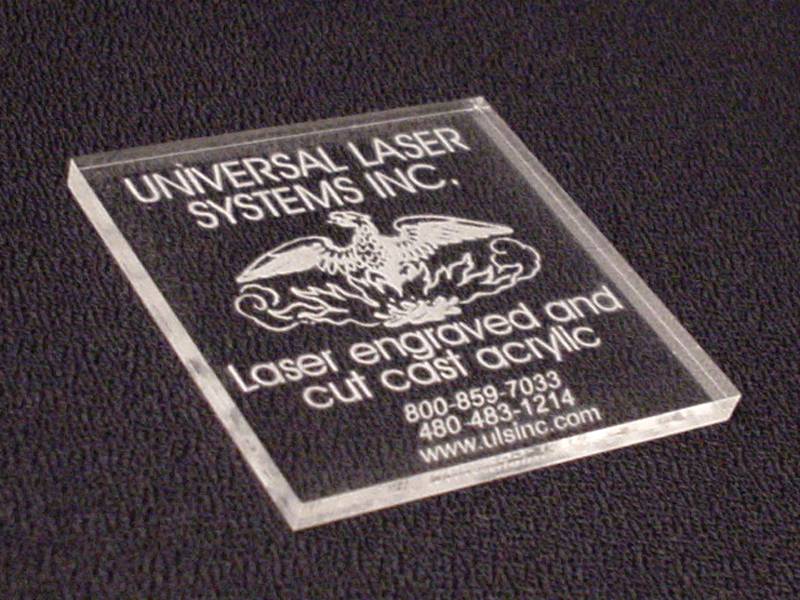 UNIVERSAL LASER
SYSTEMS INC.
Laser engraved and
cut cast acrylic
800-859-7033
480-483-1214
www.ulsinc.com